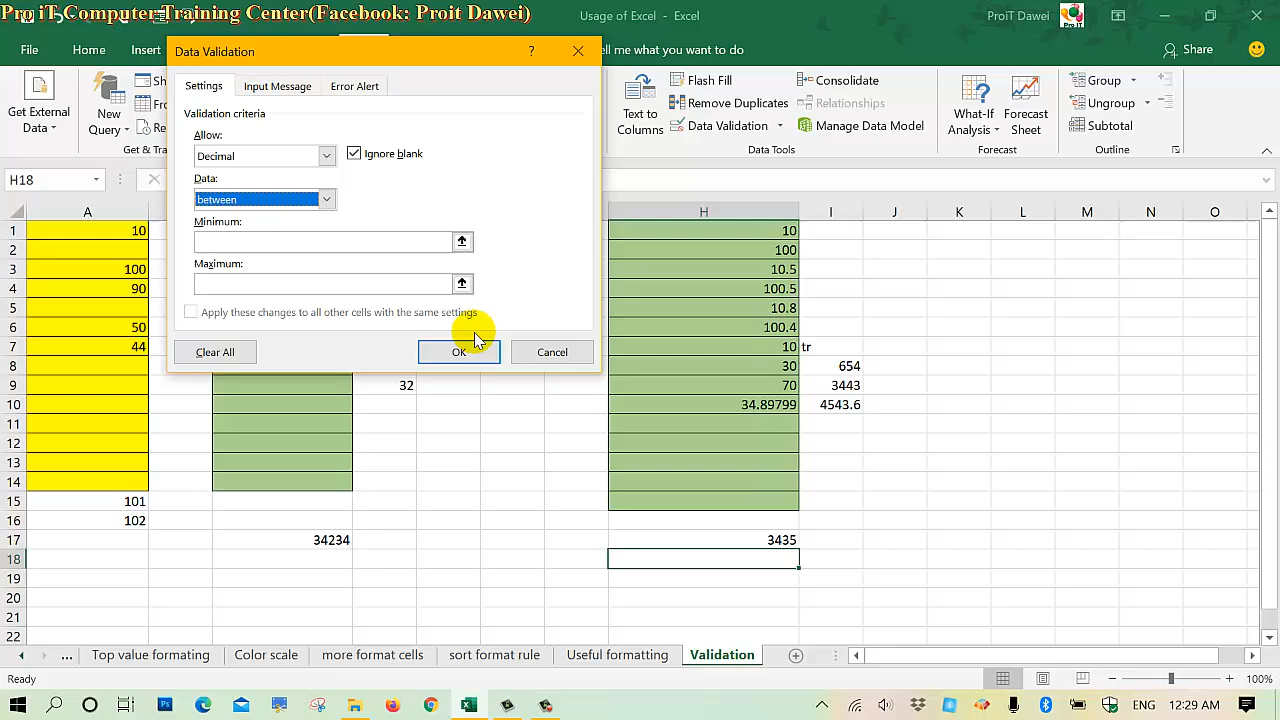 Pro iT Computer Training Center(Facebook: Proit Dawei)
Usage of Excel - Excel
ProiT Dawei
File
Home
Insert
ell me what you want to do
Share
Get External
Data
New
Query
Sh
Fro
Re
Get & Tra
Text to
Columns
Flash Fill
Remove Duplicates
Data Validation
Consolidate
Relationships
Manage Data Model
Data Tools
What-If
Analysis
Forecast
Sheet
Forecast
Group
Ungroup
Subtotal
Outline
Data Validation
?
Settings
Input Message
Error Alert
Validation criteria
Allow:
Decimal
Ignore blank
Data:
between
Minimum:
Maximum:
Apply these changes to all other cells with the same settings
Clear All
OK
Cancel
H18
A H I J K L M N O
1 10 10
2 100
3 100 10.5
4 90 100.5
5 10.8
6 50 100.4
7 44 10 tr
8 30 654
9 32 70 3443
10 34.89799 4543.6
11
12
13
14
15 101
16 102
17 34234 3435
18
19
20
21
22
... Top value formating Color scale more format cells sort format rule Useful formatting Validation
Ready
100%
ENG 12:29 AM